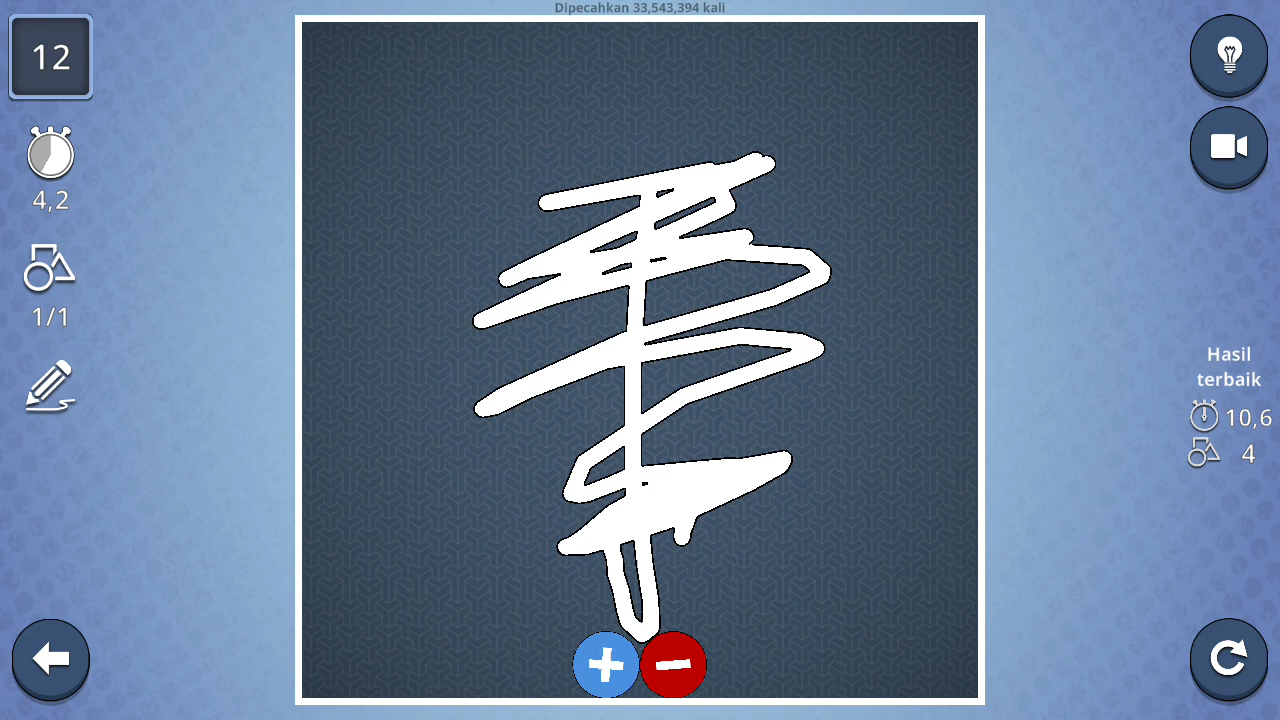 Dipecahkan 33,543,394 kali
12
4,2
1/1
Hasil
terbaik
10,6
4